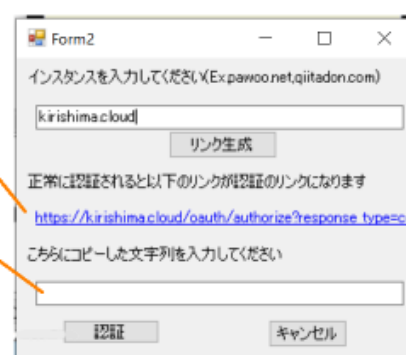 Form2
インスタンスを入力してください(Ex.pawoo.net,qiitadon.com)
kirishima.cloud
リンク生成
正常に認証されると以下のリンクが認証のリンクになります
https://kirishima.cloud/oauth/authorize?response_type=c
こちらにコピーした文字列を入力してください
認証 キャンセル